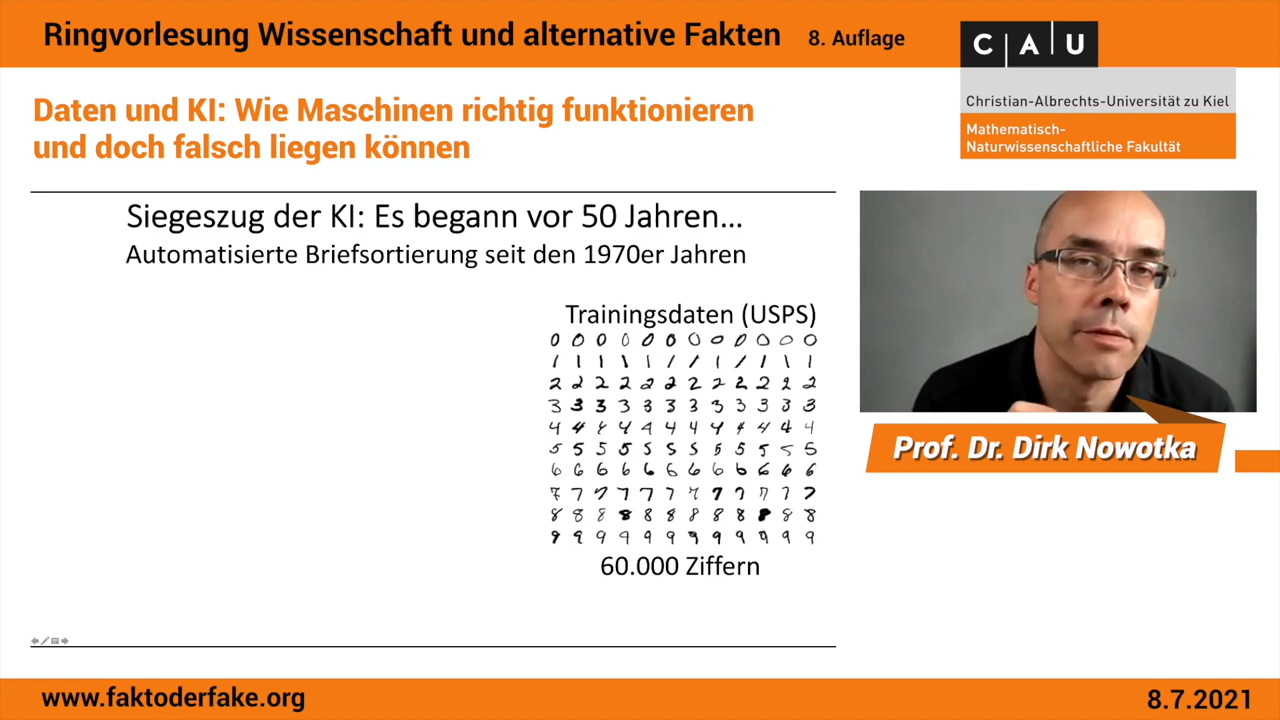 Ringvorlesung Wissenschaft und alternative Fakten 8. Auflage
CAU
Christian-Albrechts-Universität zu Kiel
Mathematisch-
Naturwissenschaftliche Fakultät
Daten und KI: Wie Maschinen richtig funktionieren
und doch falsch liegen können
Siegeszug der KI: Es begann vor 50 Jahren...
Automatisierte Briefsortierung seit den 1970er Jahren
Trainingsdaten (USPS)
0 0 0 0 0 0 0 0 0 0 0 0
1 1 1 1 1 1 1 1 1 1 1 1
2 2 2 2 2 2 2 2 2 2 2 2
3 3 3 3 3 3 3 3 3 3 3 3
4 4 4 4 4 4 4 4 4 4 4 4
5 5 5 5 5 5 5 5 5 5 5 5
6 6 6 6 6 6 6 6 6 6 6 6
7 7 7 7 7 7 7 7 7 7 7 7
8 8 8 8 8 8 8 8 8 8 8 8
9 9 9 9 9 9 9 9 9 9 9 9
60.000 Ziffern
Prof. Dr. Dirk Nowotka
www.faktoderfake.org
8.7.2021